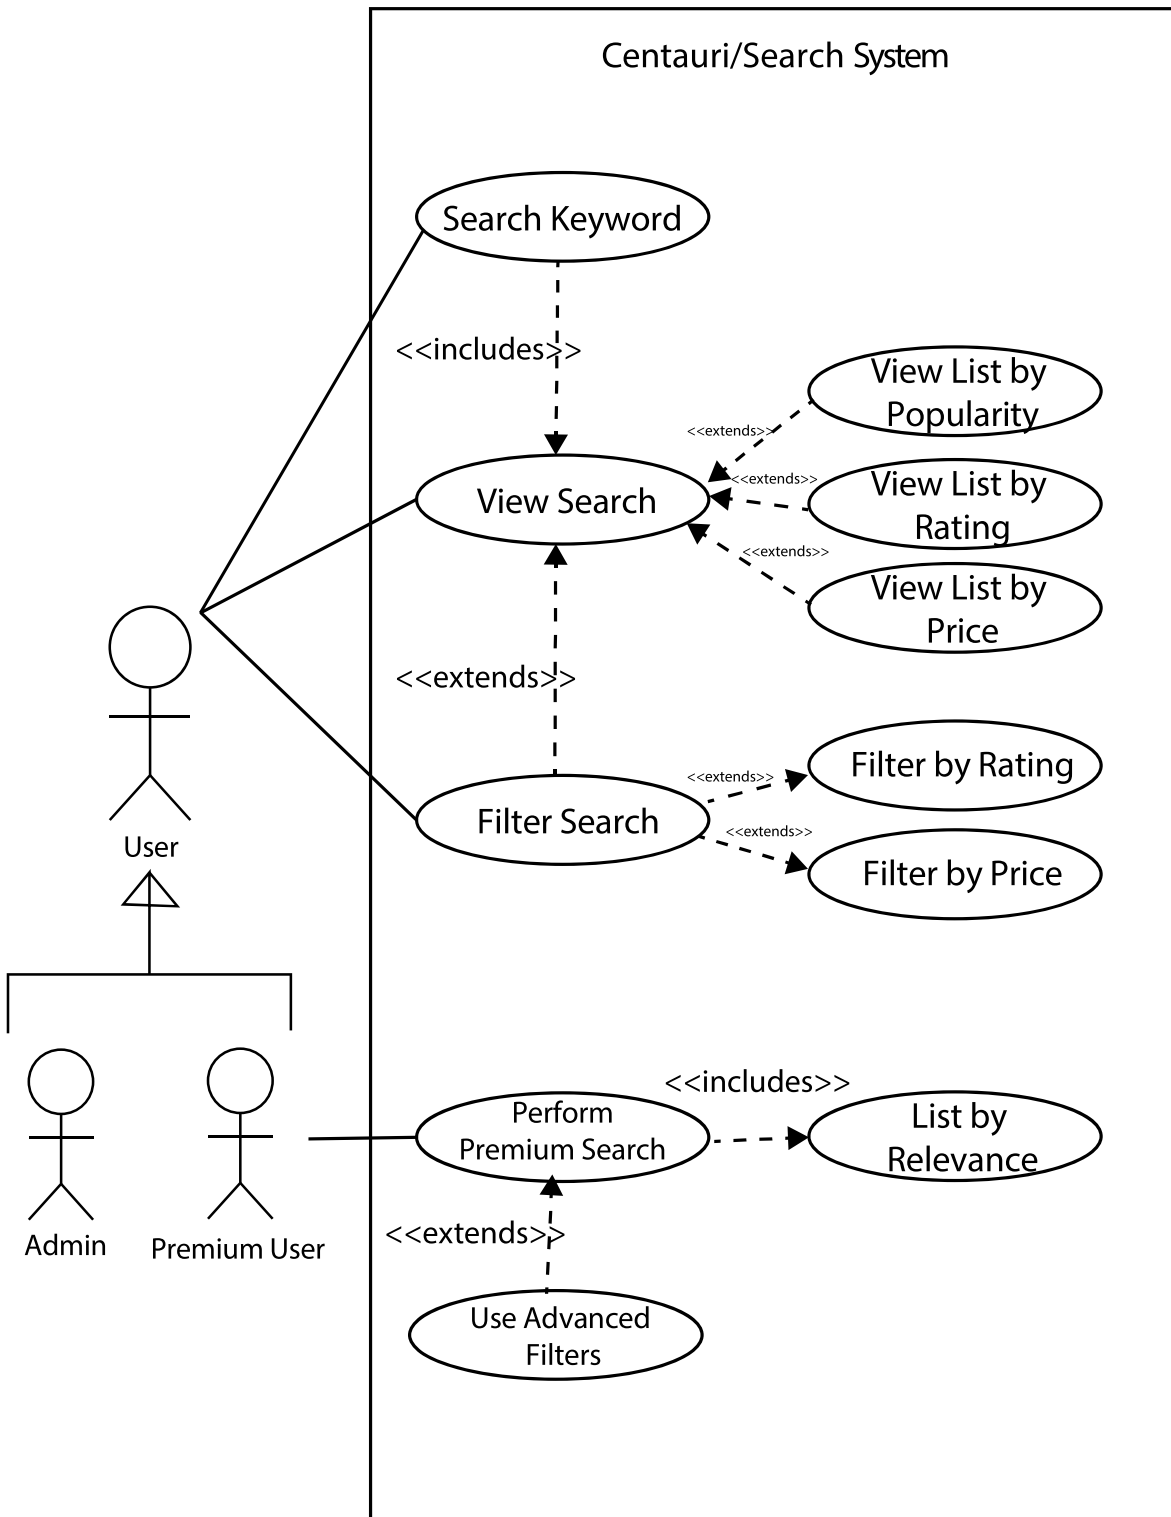 Centauri/Search System
Search Keyword
<<includes>>
View List by
Popularity
<<extends>>
View Search
<<extends>>
View List by
Rating
<<extends>>
View List by
Price
<<extends>>
Filter Search
<<extends>>
Filter by Rating
<<extends>>
Filter by Price
User
Perform
Premium Search
<<includes>>
List by
Relevance
Admin
Premium User
<<extends>>
Use Advanced
Filters